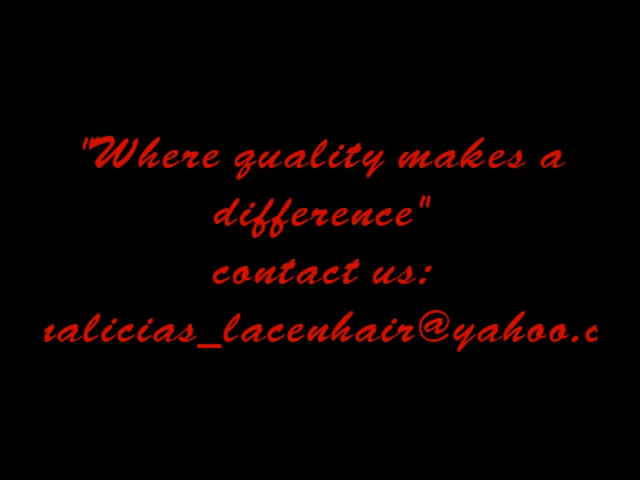 "Where quality makes a
difference"
contact us:
alicias_lacenhair@yahoo.c